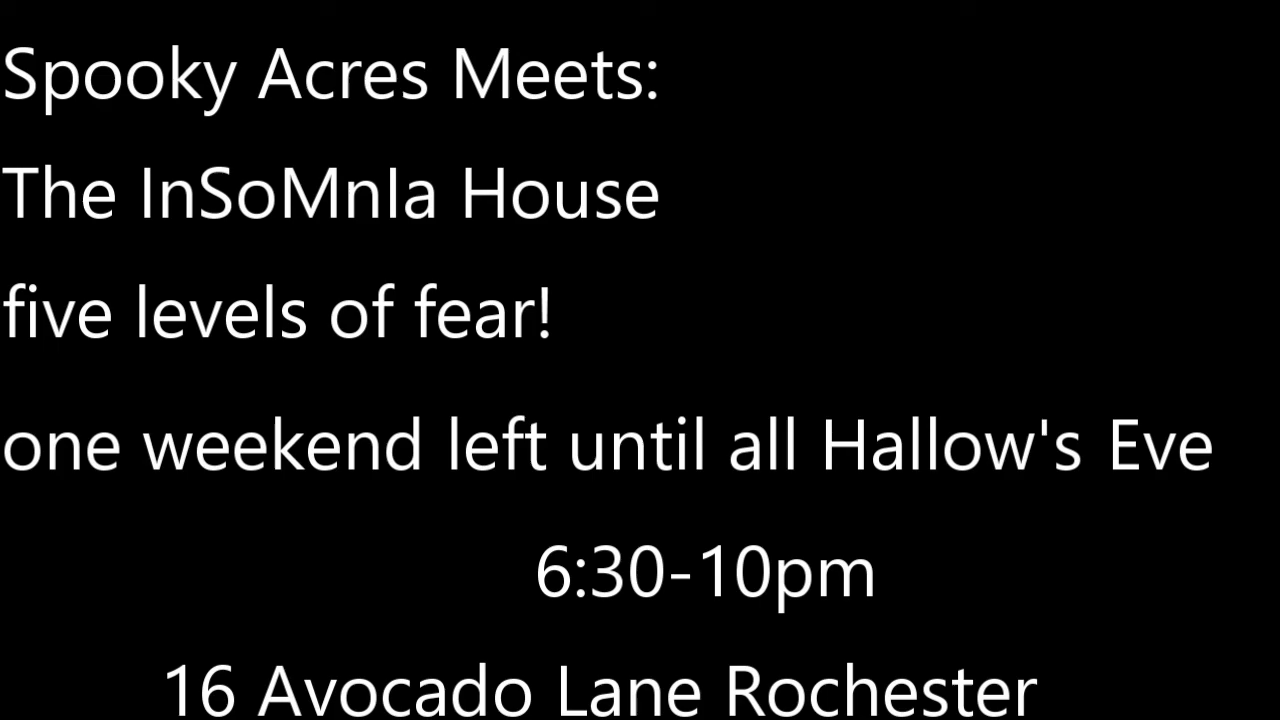 Spooky Acres Meets:
The InSoMnIa House
five levels of fear!
one weekend left until all Hallow's Eve
6:30-10pm
16 Avocado Lane Rochester